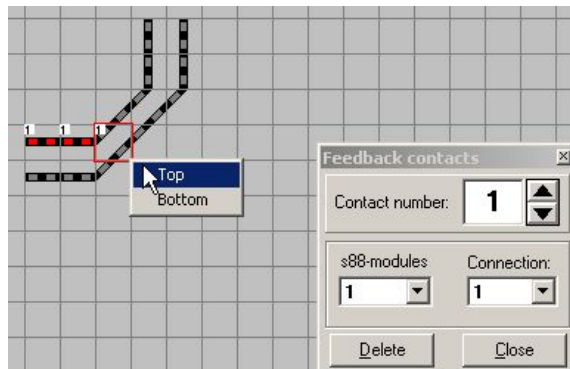 1 1 1
Top
Bottom
Feedback contacts
Contact number: 1
s88-modules Connection:
1 1
Delete Close